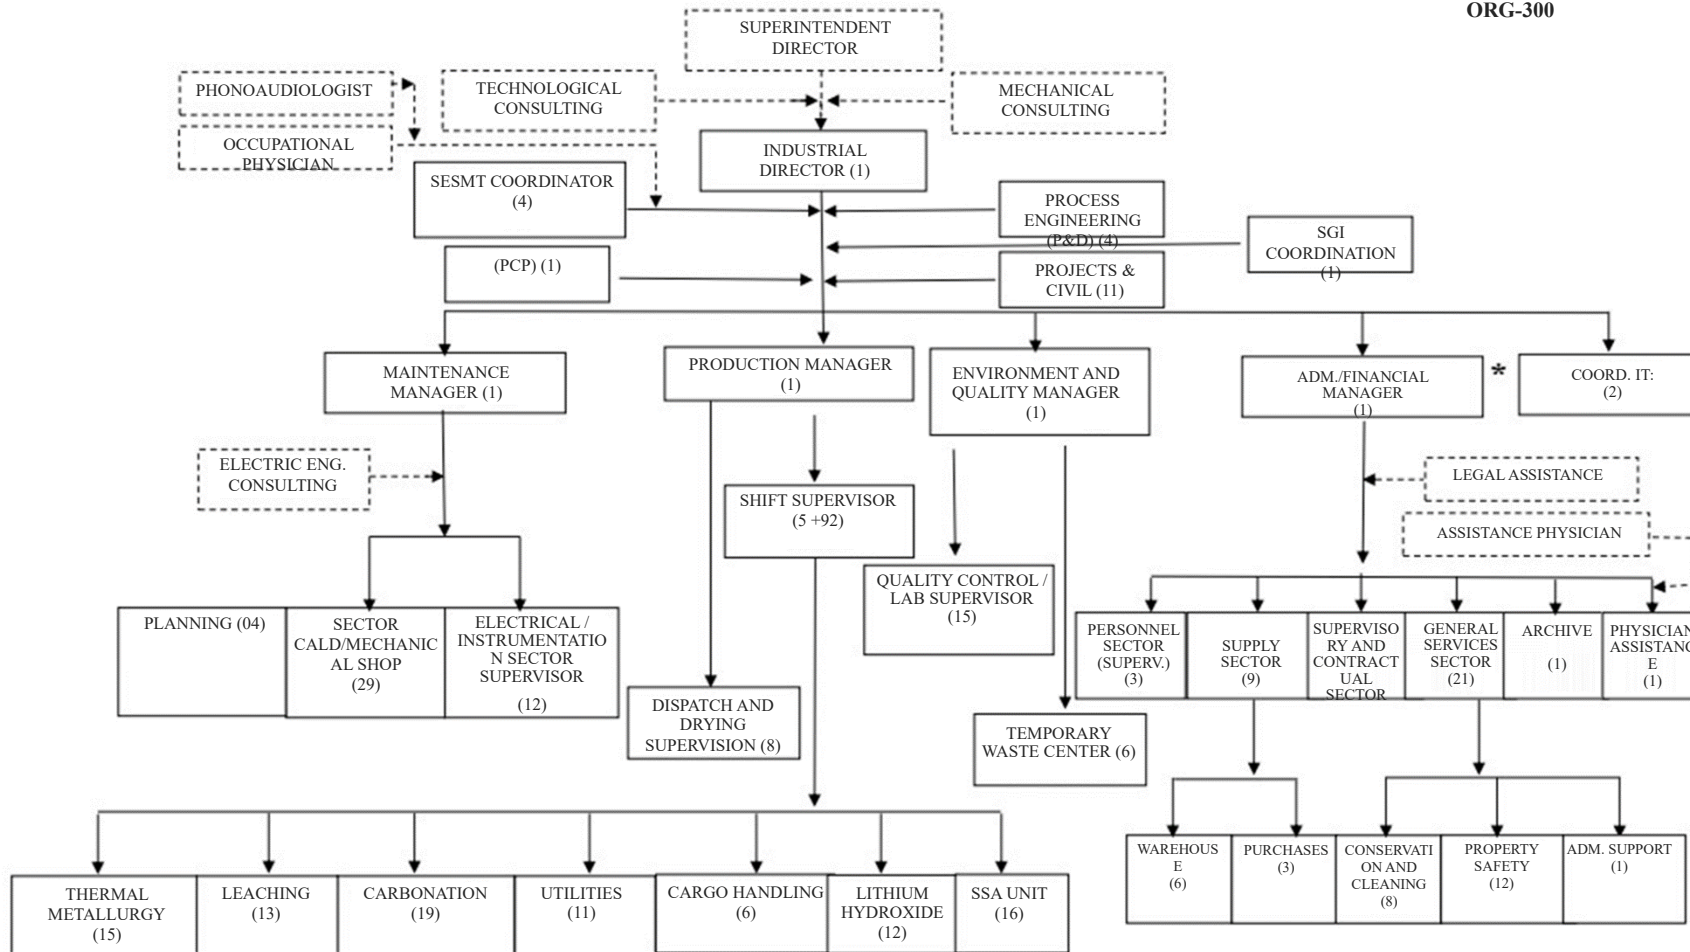 ORG-300
SUPERINTENDENT
DIRECTOR
PHONOAUDIOLOGIST
TECHNOLOGICAL
CONSULTING
MECHANICAL
CONSULTING
OCCUPATIONAL
PHYSICIAN
INDUSTRIAL
DIRECTOR (1)
SESMT COORDINATOR
(4)
PROCESS
ENGINEERING
(P&D) (4)
SGI
COORDINATION
(1)
(PCP) (1)
PROJECTS &
CIVIL (11)
MAINTENANCE
MANAGER (1)
PRODUCTION MANAGER
(1)
ENVIRONMENT AND
QUALITY MANAGER
(1)
ADM./FINANCIAL
MANAGER
(1)
*
COORD. IT:
(2)
ELECTRIC ENG.
CONSULTING
LEGAL ASSISTANCE
SHIFT SUPERVISOR
(5 +92)
ASSISTANCE PHYSICIAN
QUALITY CONTROL /
LAB SUPERVISOR
(15)
PLANNING (04)
SECTOR
CALD/MECHANIC
AL SHOP
(29)
ELECTRICAL /
INSTRUMENTATIO
N SECTOR
SUPERVISOR
(12)
PERSONNEL
SECTOR
(SUPERV.)
(3)
SUPPLY
SECTOR
(9)
SUPERVISO
RY AND
CONTRACT
UAL
SECTOR
GENERAL
SERVICES
SECTOR
(21)
ARCHIVE
(1)
PHYSICIAN
ASSISTANC
E
(1)
DISPATCH AND
DRYING
SUPERVISION (8)
TEMPORARY
WASTE CENTER (6)
WAREHOUS
E
(6)
PURCHASES
(3)
CONSERVATI
ON AND
CLEANING
(8)
PROPERTY
SAFETY
(12)
ADM. SUPPORT
(1)
THERMAL
METALLURGY
(15)
LEACHING
(13)
CARBONATION
(19)
UTILITIES
(11)
CARGO HANDLING
(6)
LITHIUM
HYDROXIDE
(12)
SSA UNIT
(16)